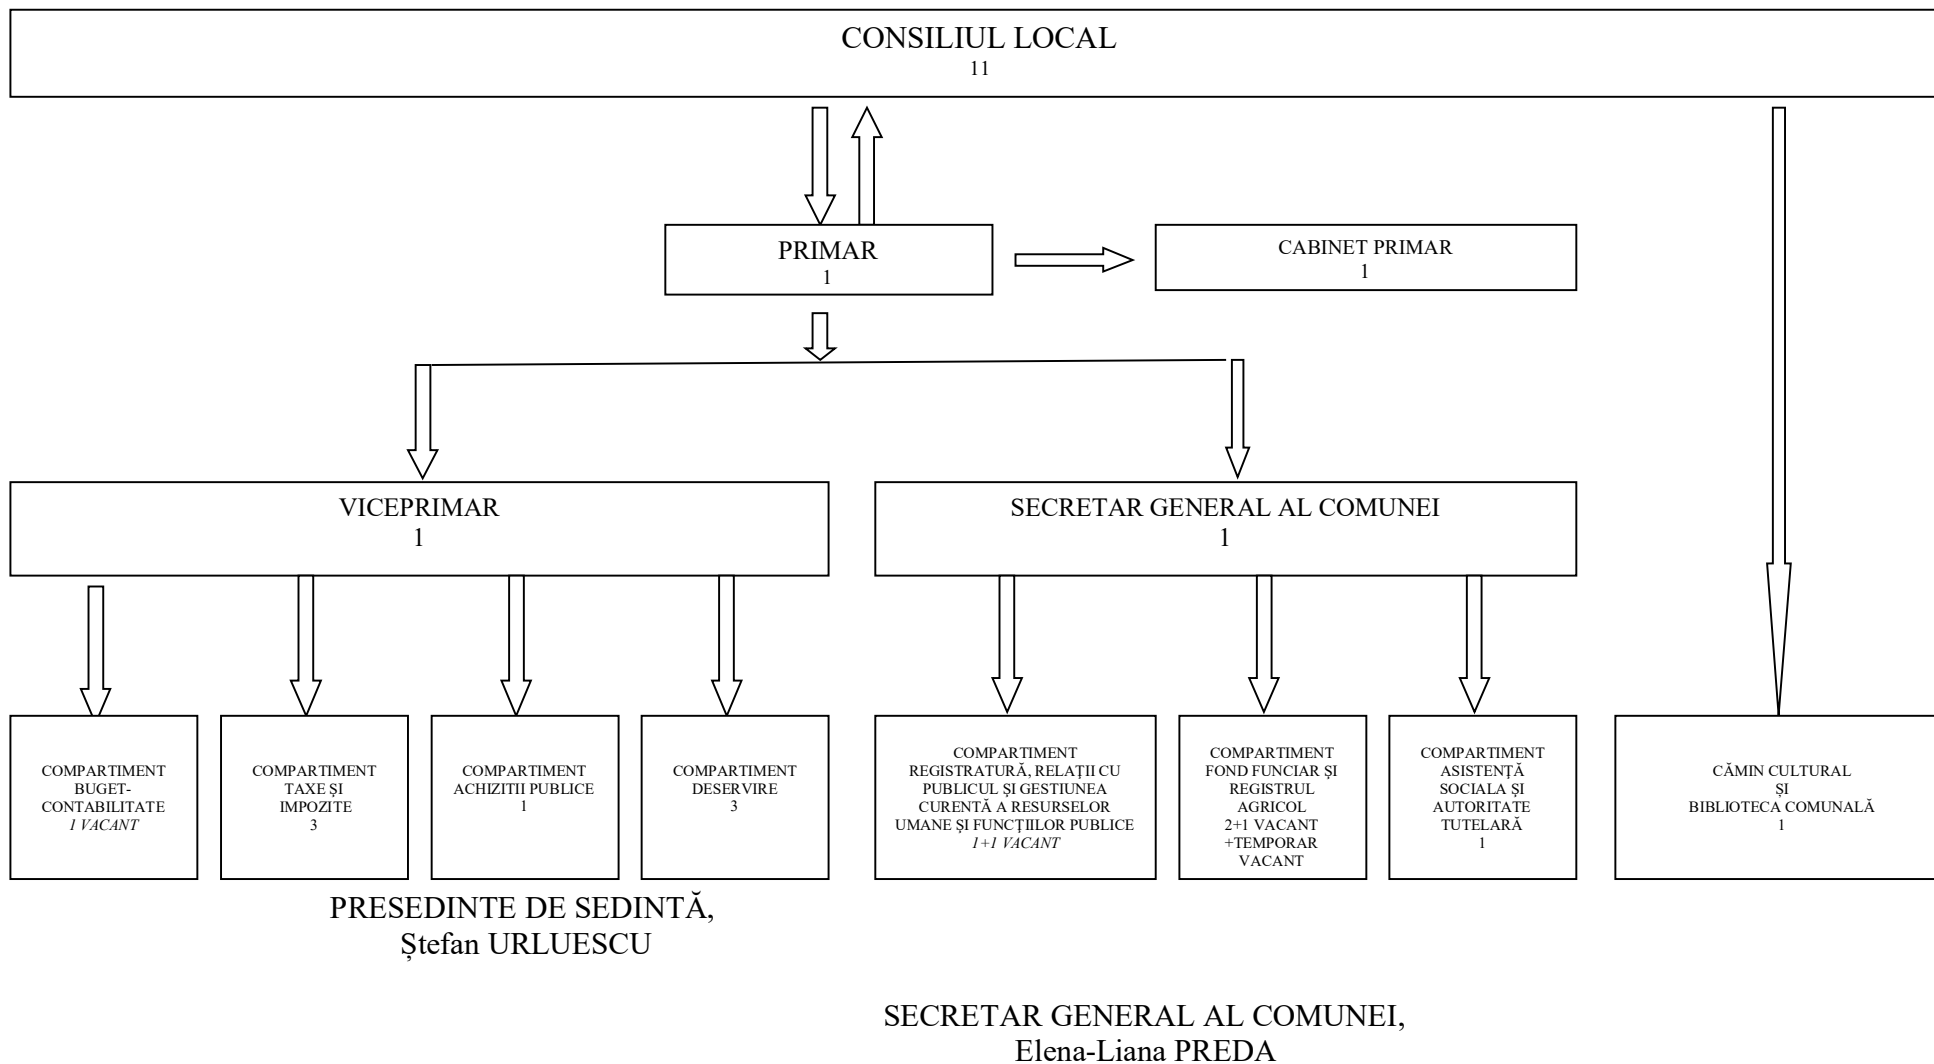 CONSILIUL LOCAL
11
PRIMAR
1
CABINET PRIMAR
1
VICEPRIMAR
1
SECRETAR GENERAL AL COMUNEI
1
COMPARTIMENT
BUGET-
CONTABILITATE
1 VACANT
COMPARTIMENT
TAXE ȘI
IMPOZITE
3
COMPARTIMENT
ACHIZITII PUBLICE
1
COMPARTIMENT
DESERVIRE
3
COMPARTIMENT
REGISTRATURĂ, RELAȚII CU
PUBLICUL ȘI GESTIUNEA
CURENTĂ A RESURSELOR
UMANE ȘI FUNCȚIILOR PUBLICE
1+1 VACANT
COMPARTIMENT
FOND FUNCIAR ȘI
REGISTRUL
AGRICOL
2+1 VACANT
+TEMPORAR
VACANT
COMPARTIMENT
ASISTENȚĂ
SOCIALA ȘI
AUTORITATE
TUTELARĂ
1
CĂMIN CULTURAL
ȘI
BIBLIOTECA COMUNALĂ
1
PRESEDINTE DE SEDINTĂ,
Ștefan URLUESCU
SECRETAR GENERAL AL COMUNEI,
Elena-Liana PREDA